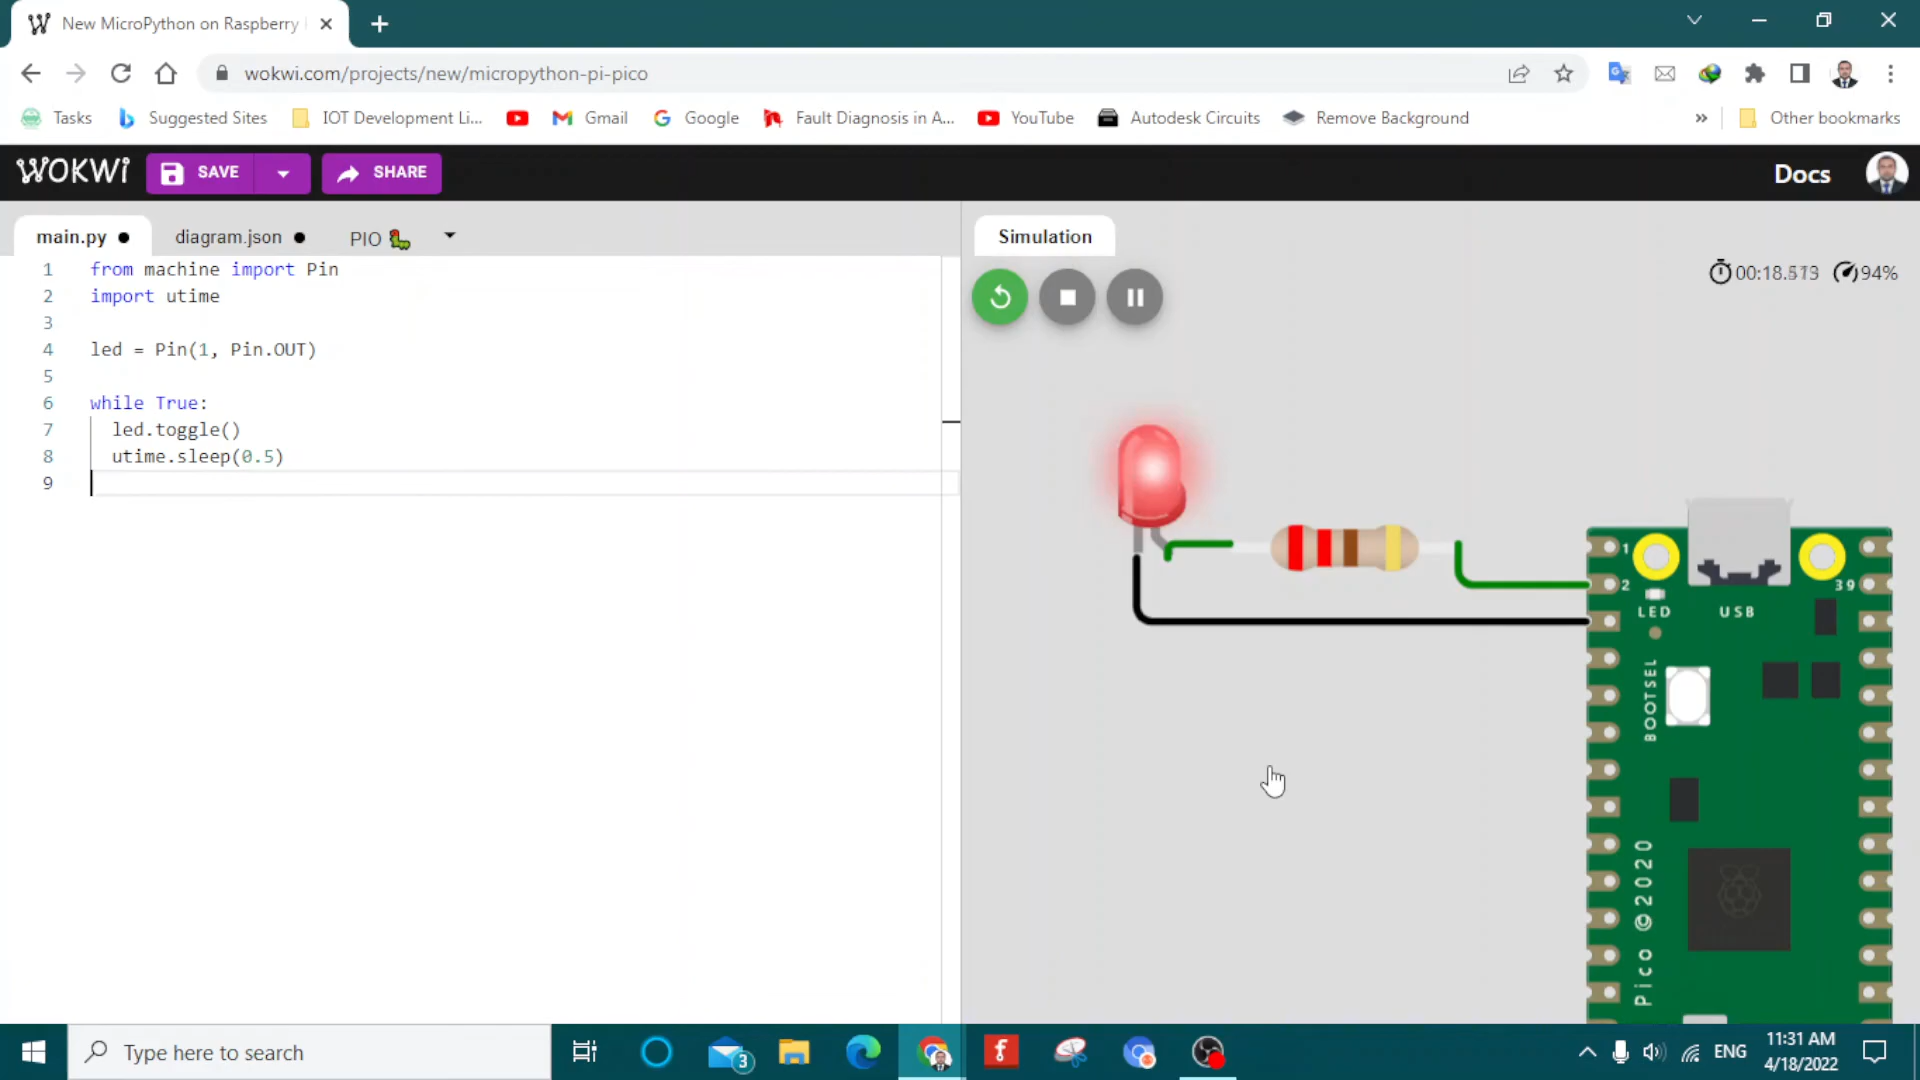 New MicroPython on Raspberry
wokwi.com/projects/new/micropython-pi-pico
Tasks
Suggested Sites
IOT Development Li...
Gmail
Google
Fault Diagnosis in A...
YouTube
Autodesk Circuits
Remove Background
»
Other bookmarks
WOKWi
SAVE
SHARE
Docs
main.py ●
diagram.json ●
PIO
Simulation
00:18.573
94%
1 from machine import Pin
2 import utime
3
4 led = Pin(1, Pin.OUT)
5
6 while True:
7 led.toggle()
8 utime.sleep(0.5)
9
1
2
39
LED
USB
BOOTSEL
Pico ©2020
Type here to search
3
ENG
11:31 AM
4/18/2022